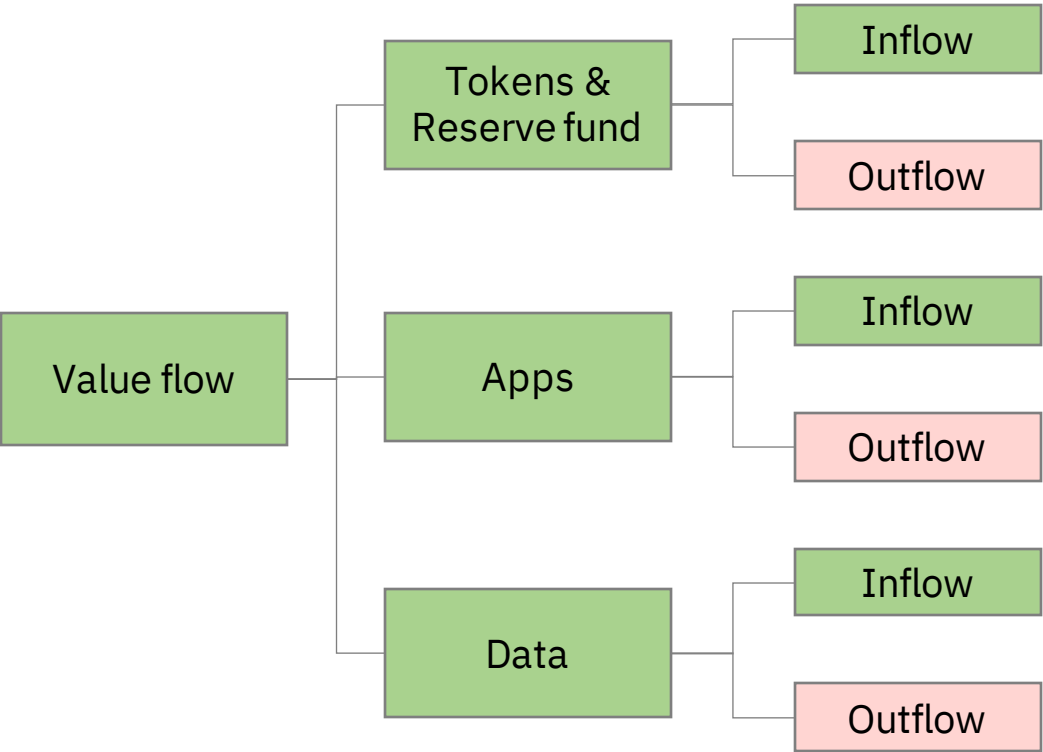 Value flow
Tokens &
Reserve fund
Inflow
Outflow
Apps
Inflow
Outflow
Data
Inflow
Outflow